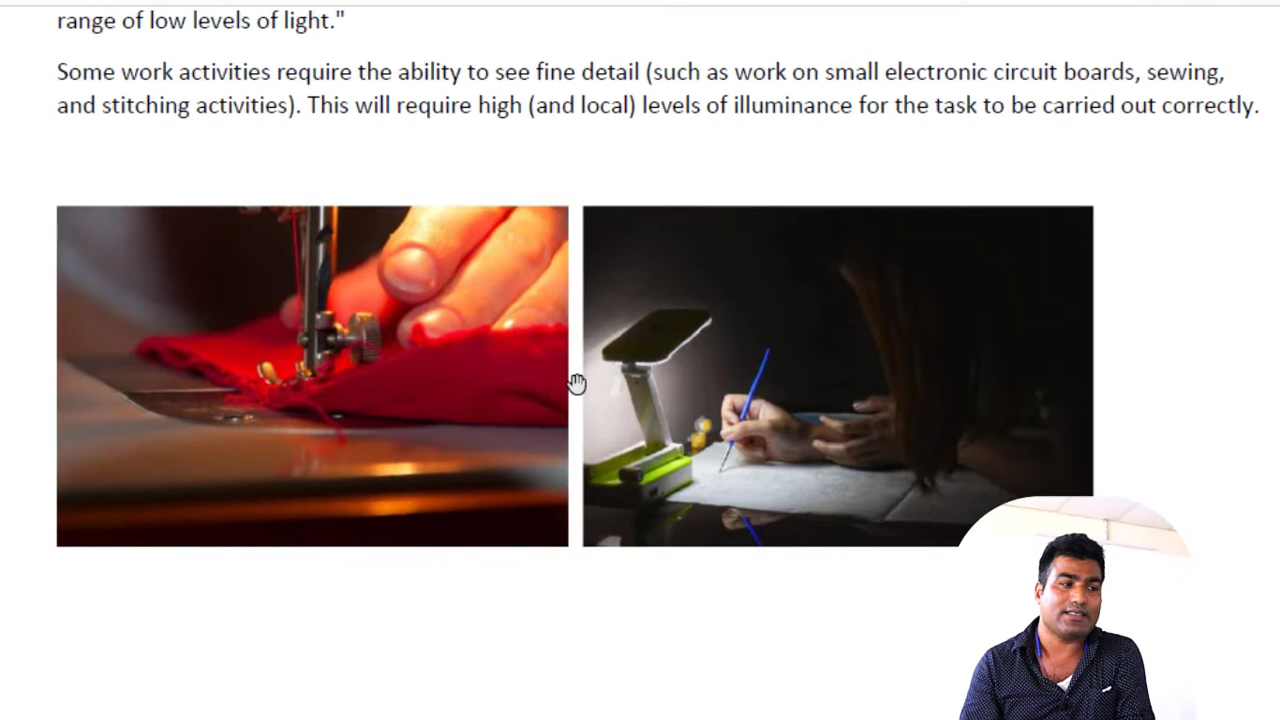 range of low levels of light."
Some work activities require the ability to see fine detail (such as work on small electronic circuit boards, sewing,
and stitching activities). This will require high (and local) levels of illuminance for the task to be carried out correctly.